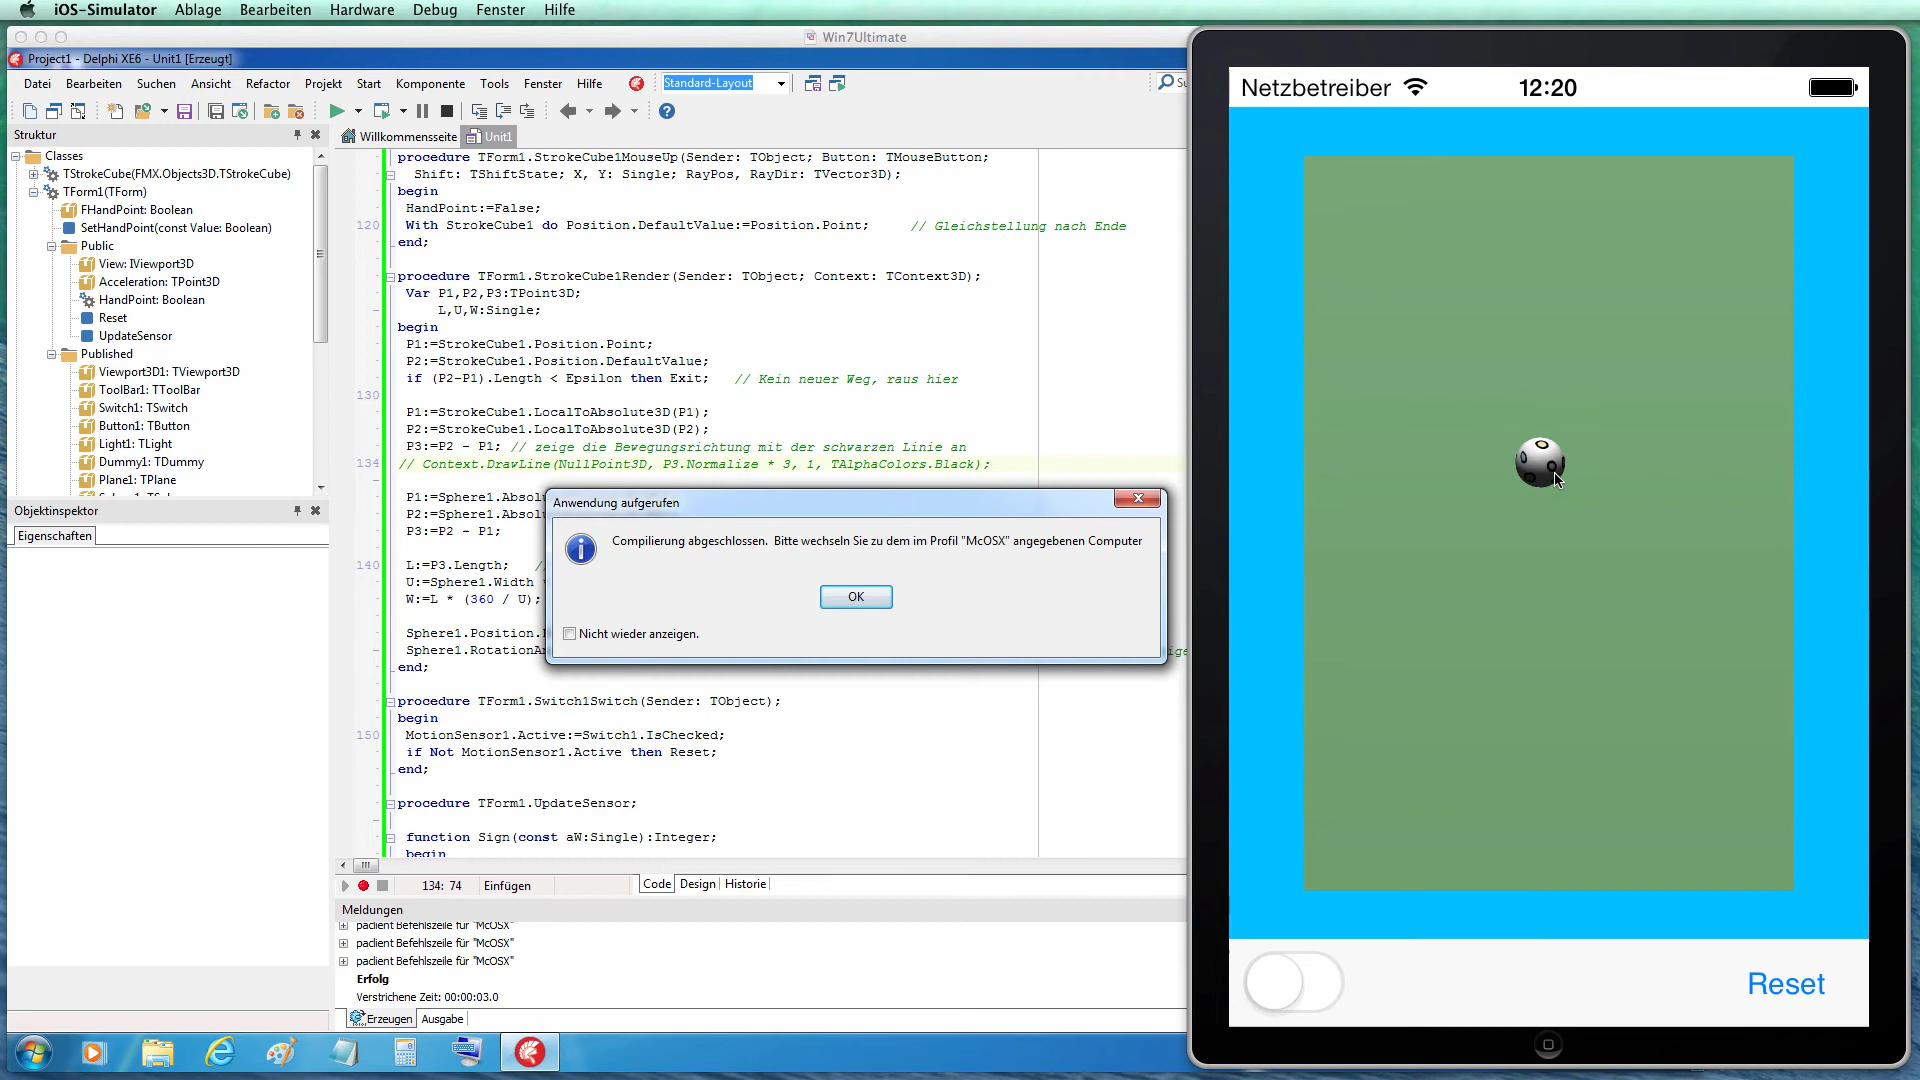 iOS-Simulator Ablage Bearbeiten Hardware Debug Fenster Hilfe
Win7Ultimate
Project1 - Delphi XE6 - Unit1 [Erzeugt]
Datei Bearbeiten Suchen Ansicht Refactor Projekt Start Komponente Tools Fenster Hilfe Standard-Layout
Struktur
Classes
TStrokeCube(FMX.Objects3D.TStrokeCube)
TForm1(TForm)
FHandPoint: Boolean
SetHandPoint(const Value: Boolean)
Public
View: IViewport3D
Acceleration: TPoint3D
HandPoint: Boolean
Reset
UpdateSensor
Published
Viewport3D1: TViewport3D
ToolBar1: TToolBar
Switch1: TSwitch
Button1: TButton
Light1: TLight
Dummy1: TDummy
Plane1: TPlane
Objektinspektor
Eigenschaften
Willkommensseite Unit1
procedure TForm1.StrokeCube1MouseUp(Sender: TObject; Button: TMouseButton;
Shift: TShiftState; X, Y: Single; RayPos, RayDir: TVector3D);
begin
HandPoint:=False;
120 With StrokeCube1 do Position.DefaultValue:=Position.Point; // Gleichstellung nach Ende
end;
procedure TForm1.StrokeCube1Render(Sender: TObject; Context: TContext3D);
Var P1,P2,P3:TPoint3D;
L,U,W:Single;
begin
P1:=StrokeCube1.Position.Point;
P2:=StrokeCube1.Position.DefaultValue;
if (P2-P1).Length < Epsilon then Exit; // Kein neuer Weg, raus hier
130
P1:=StrokeCube1.LocalToAbsolute3D(P1);
P2:=StrokeCube1.LocalToAbsolute3D(P2);
P3:=P2 - P1; // zeige die Bewegungsrichtung mit der schwarzen Linie an
134 // Context.DrawLine(NullPoint3D, P3.Normalize * 3, 1, TAlphaColors.Black);
P1:=Sphere1.Absol
P2:=Sphere1.Absol
P3:=P2 - P1;
140 L:=P3.Length; /
U:=Sphere1.Width
W:=L * (360 / U);
Sphere1.Position.
Sphere1.RotationA
end;
procedure TForm1.Switch1Switch(Sender: TObject);
begin
150 MotionSensor1.Active:=Switch1.IsChecked;
if Not MotionSensor1.Active then Reset;
end;
procedure TForm1.UpdateSensor;
function Sign(const aW:Single):Integer;
begin
Anwendung aufgerufen
Compilierung abgeschlossen. Bitte wechseln Sie zu dem im Profil "McOSX" angegebenen Computer
OK
Nicht wieder anzeigen.
134: 74 Einfügen Code Design Historie
Meldungen
paclient Befehlszeile für "McOSX"
paclient Befehlszeile für "McOSX"
paclient Befehlszeile für "McOSX"
Erfolg
Verstrichene Zeit: 00:00:03.0
Erzeugen Ausgabe
Netzbetreiber 12:20
Reset